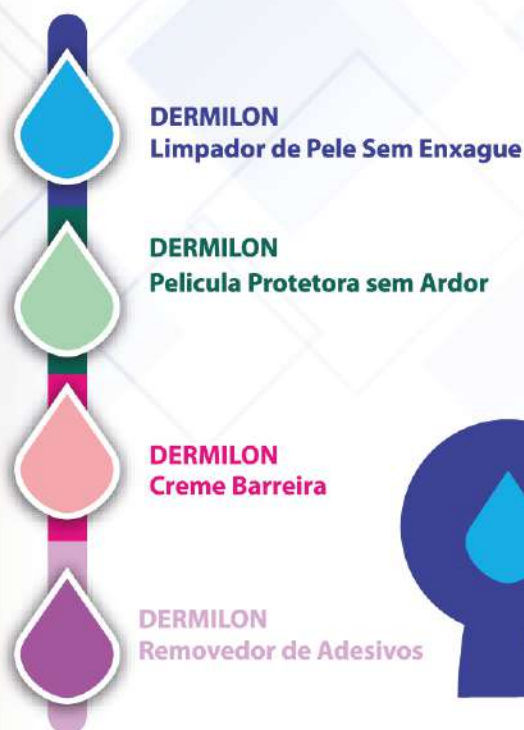 DERMILON
Limpador de Pele Sem Enxague
DERMILON
Pelicula Protetora sem Ardor
DERMILON
Creme Barreira
DERMILON
Removedor de Adesivos